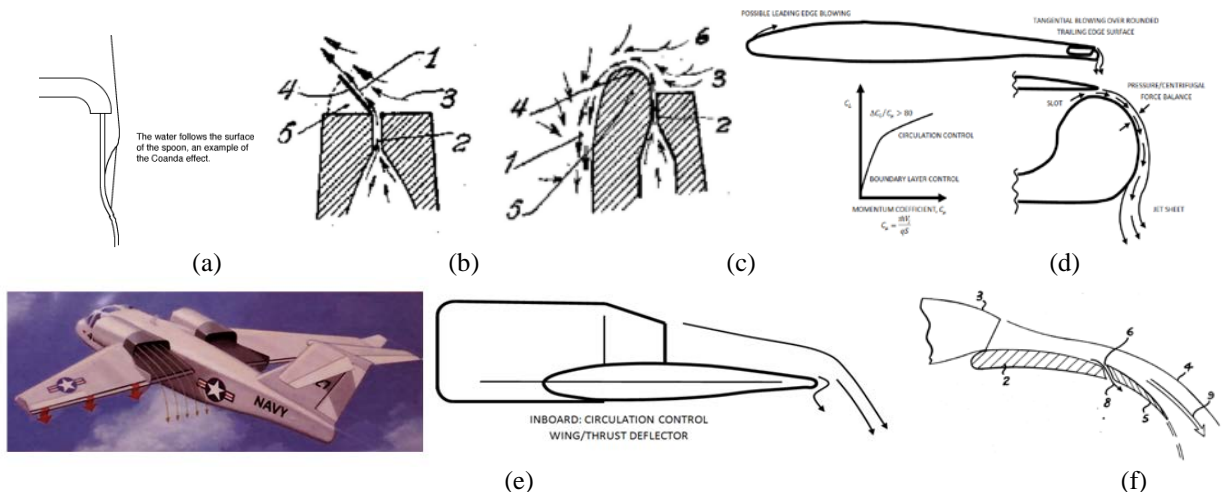 The water follows the surface
of the spoon, an example of
the Coanda effect.
(a)
1
4
3
5
2
(b)
6
3
4
2
1
5
(c)
POSSIBLE LEADING EDGE BLOWING
TANGENTIAL BLOWING OVER ROUNDED
TRAILING EDGE SURFACE
PRESSURE/CENTRIFUGAL
FORCE BALANCE
SLOT
JET SHEET
CIRCULATION CONTROL
BOUNDARY LAYER CONTROL
MOMENTUM COEFFICIENT, Cμ
(d)
NAVY
INBOARD: CIRCULATION CONTROL
WING/THRUST DEFLECTOR
(e)
3
6
4
2
8
5
9
(f)